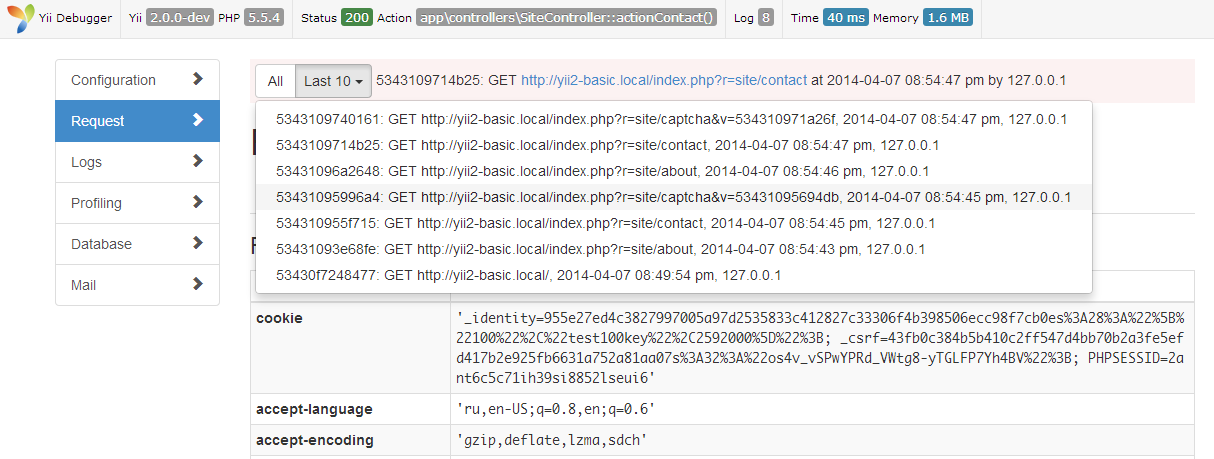 Yii Debugger Yii 2.0.0-dev PHP 5.5.4 Status 200 Action app\controllers\SiteController::actionContact() Log 8 Time 40 ms Memory 1.6 MB
Configuration
Request
Logs
Profiling
Database
Mail
All Last 10 5343109714b25: GET http://yii2-basic.local/index.php?r=site/contact at 2014-04-07 08:54:47 pm by 127.0.0.1
5343109740161: GET http://yii2-basic.local/index.php?r=site/captcha&v=534310971a26f, 2014-04-07 08:54:47 pm, 127.0.0.1
5343109714b25: GET http://yii2-basic.local/index.php?r=site/contact, 2014-04-07 08:54:47 pm, 127.0.0.1
53431096a2648: GET http://yii2-basic.local/index.php?r=site/about, 2014-04-07 08:54:46 pm, 127.0.0.1
53431095996a4: GET http://yii2-basic.local/index.php?r=site/captcha&v=53431095694db, 2014-04-07 08:54:45 pm, 127.0.0.1
534310955f715: GET http://yii2-basic.local/index.php?r=site/contact, 2014-04-07 08:54:45 pm, 127.0.0.1
53431093e68fe: GET http://yii2-basic.local/index.php?r=site/about, 2014-04-07 08:54:43 pm, 127.0.0.1
53430f7248477: GET http://yii2-basic.local/, 2014-04-07 08:49:54 pm, 127.0.0.1
cookie '_identity=955e27ed4c3827997005a97d2535833c412827c33306f4b398506ecc98f7cb0es%3A28%3A%22%5B%
22100%22%2C%22test100key%22%2C2592000%5D%22%3B; _csrf=43fb0c384b5b410c2ff547d4bb70b2a3fe5ef
d417b2e925fb6631a752a81aa07s%3A32%3A%22os4v_vSPwYPRd_VWtg8-yTGLFP7Yh4BV%22%3B; PHPSESSID=2a
nt6c5c71ih39si8852lseui6'
accept-language 'ru,en-US;q=0.8,en;q=0.6'
accept-encoding 'gzip,deflate,lzma,sdch'